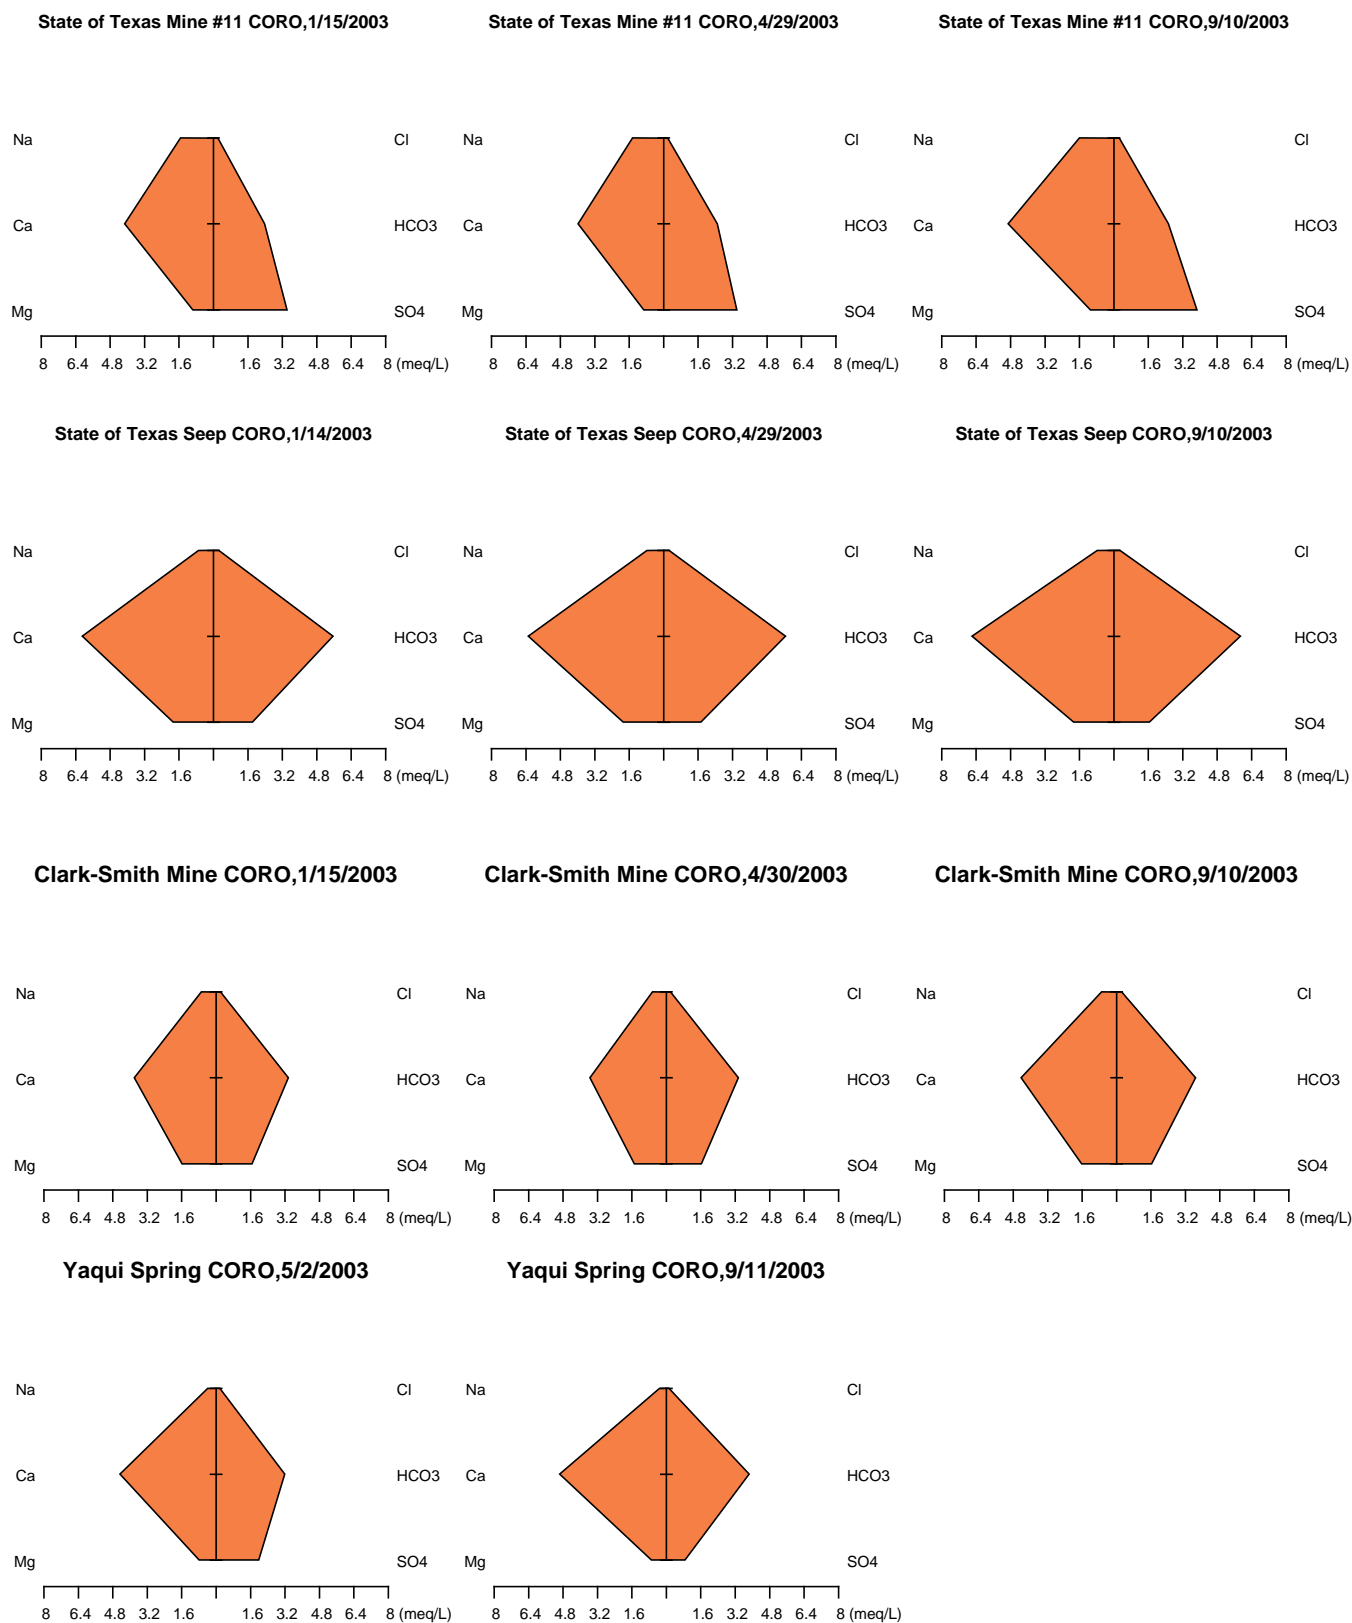 State of Texas Mine #11 CORO,1/15/2003 State of Texas Mine #11 CORO,4/29/2003 State of Texas Mine #11 CORO,9/10/2003
Na Cl Na Cl Na Cl
Ca HCO3 Ca HCO3 Ca HCO3
Mg SO4 Mg SO4 Mg SO4
8 6.4 4.8 3.2 1.6 1.6 3.2 4.8 6.4 8 (meq/L) 8 6.4 4.8 3.2 1.6 1.6 3.2 4.8 6.4 8 (meq/L) 8 6.4 4.8 3.2 1.6 1.6 3.2 4.8 6.4 8 (meq/L)
State of Texas Seep CORO,1/14/2003 State of Texas Seep CORO,4/29/2003 State of Texas Seep CORO,9/10/2003
Na Cl Na Cl Na Cl
Ca HCO3 Ca HCO3 Ca HCO3
Mg SO4 Mg SO4 Mg SO4
8 6.4 4.8 3.2 1.6 1.6 3.2 4.8 6.4 8 (meq/L) 8 6.4 4.8 3.2 1.6 1.6 3.2 4.8 6.4 8 (meq/L) 8 6.4 4.8 3.2 1.6 1.6 3.2 4.8 6.4 8 (meq/L)
Clark-Smith Mine CORO,1/15/2003 Clark-Smith Mine CORO,4/30/2003 Clark-Smith Mine CORO,9/10/2003
Na Cl Na Cl Na Cl
Ca HCO3 Ca HCO3 Ca HCO3
Mg SO4 Mg SO4 Mg SO4
8 6.4 4.8 3.2 1.6 1.6 3.2 4.8 6.4 8 (meq/L) 8 6.4 4.8 3.2 1.6 1.6 3.2 4.8 6.4 8 (meq/L) 8 6.4 4.8 3.2 1.6 1.6 3.2 4.8 6.4 8 (meq/L)
Yaqui Spring CORO,5/2/2003 Yaqui Spring CORO,9/11/2003
Na Cl Na Cl
Ca HCO3 Ca HCO3
Mg SO4 Mg SO4
8 6.4 4.8 3.2 1.6 1.6 3.2 4.8 6.4 8 (meq/L) 8 6.4 4.8 3.2 1.6 1.6 3.2 4.8 6.4 8 (meq/L)